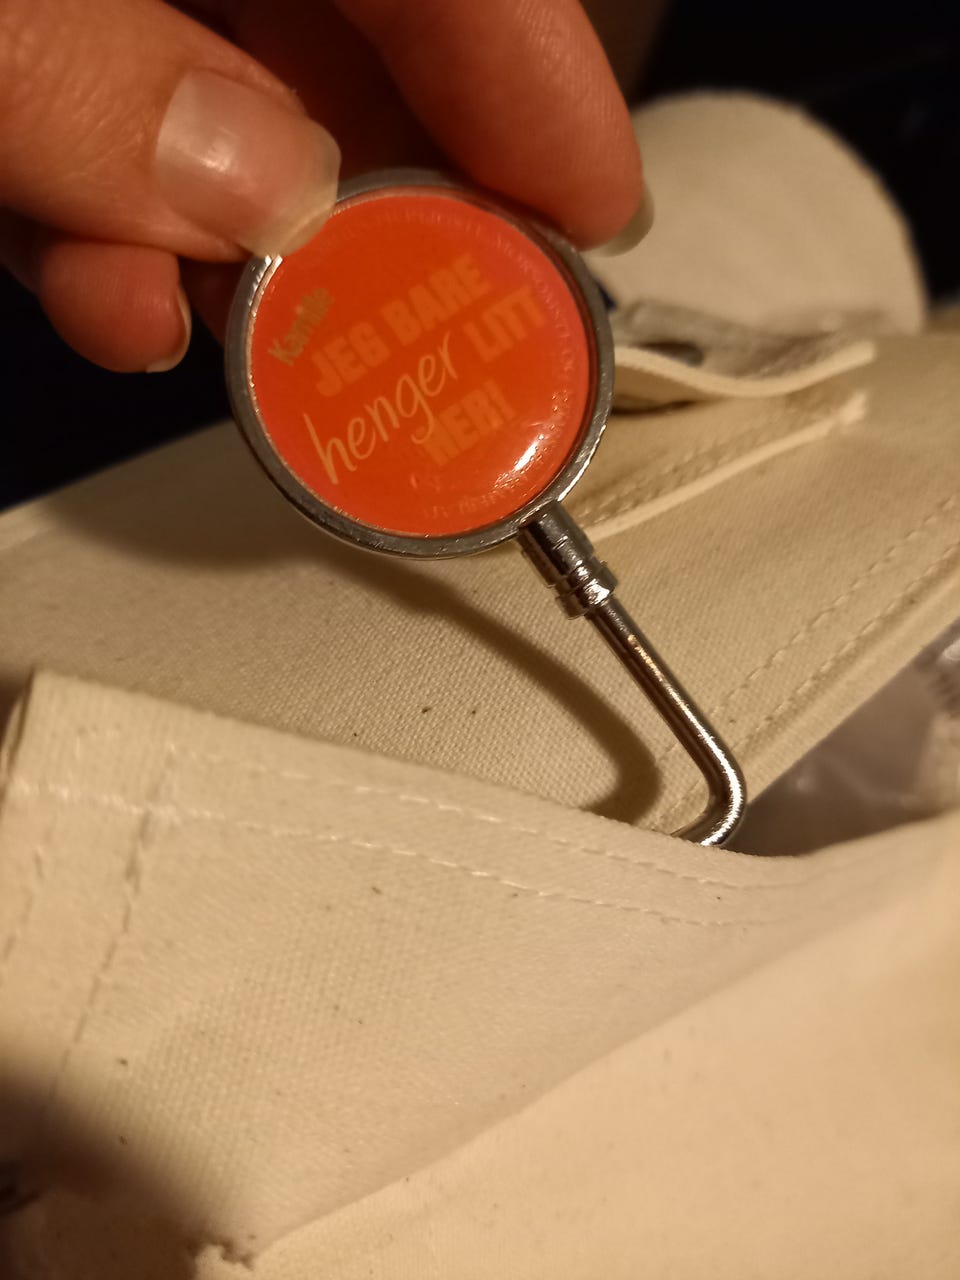 Kamille
JEG BARE
henger LITT
HER!